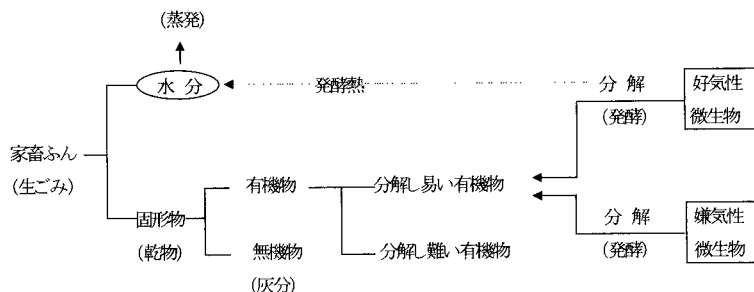 (蒸発)
水 分
発酵熱
分 解
(発酵)
好気性
微生物
家畜ふん
(生ごみ)
有機物
分解し易い有機物
固形物
(乾物)
無機物
(灰分)
分解し難い有機物
分 解
(発酵)
嫌気性
微生物